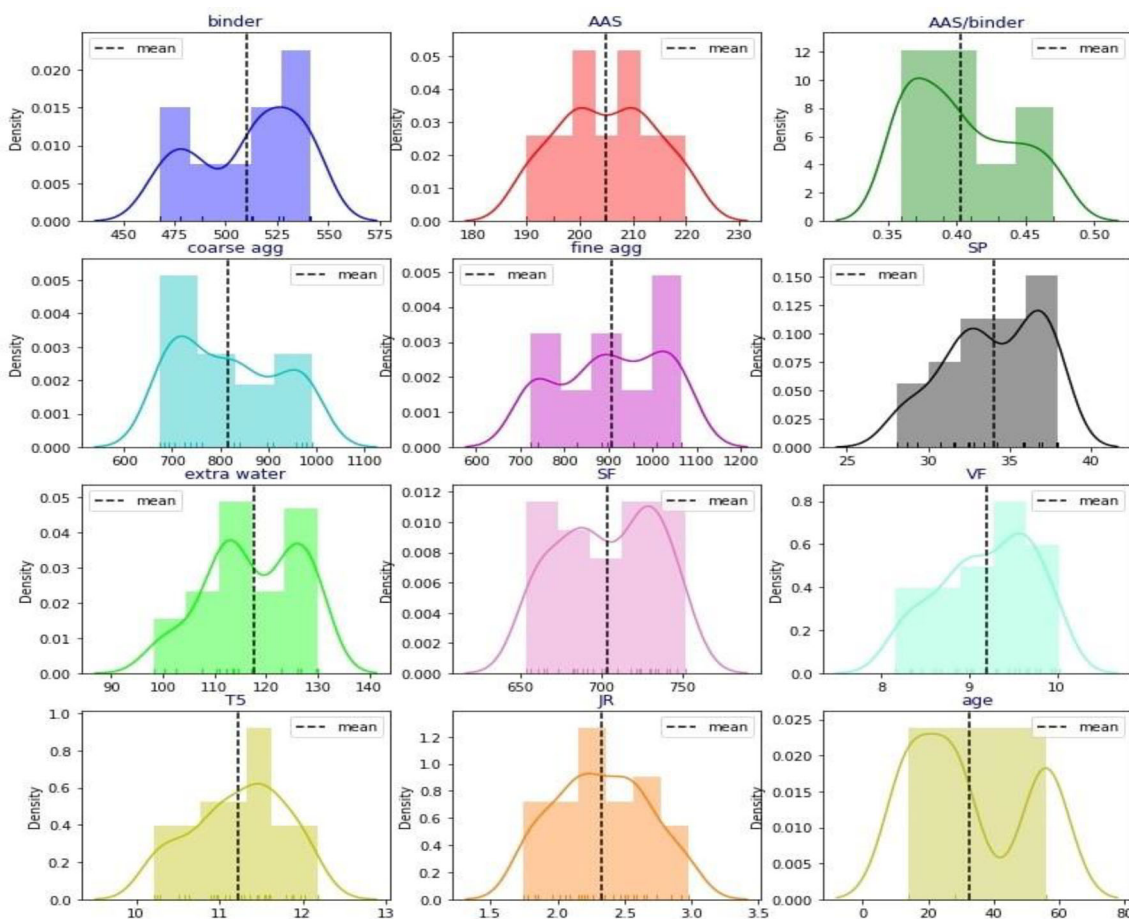 binder
AAS
AAS/binder
mean
mean
mean
Density
Density
Density
0.020
0.015
0.010
0.005
0.000
0.05
0.04
0.03
0.02
0.01
0.00
12
10
8
6
4
2
0
450 475 500 525 550 575
180 190 200 210 220 230
0.35 0.40 0.45 0.50
coarse agg
fine agg
SP
mean
mean
mean
Density
Density
Density
0.005
0.004
0.003
0.002
0.001
0.000
0.005
0.004
0.003
0.002
0.001
0.000
0.150
0.125
0.100
0.075
0.050
0.025
0.000
600 700 800 900 1000 1100
600 700 800 900 1000 1100 1200
25 30 35 40
extra water
SF
VF
mean
mean
mean
Density
Density
Density
0.05
0.04
0.03
0.02
0.01
0.00
0.012
0.010
0.008
0.006
0.004
0.002
0.000
0.8
0.6
0.4
0.2
0.0
90 100 110 120 130 140
650 700 750
8 9 10
T5
JR
age
mean
mean
mean
Density
Density
Density
1.0
0.8
0.6
0.4
0.2
0.0
1.2
1.0
0.8
0.6
0.4
0.2
0.0
0.025
0.020
0.015
0.010
0.005
0.000
10 11 12 13
1.5 2.0 2.5 3.0 3.5
0 20 40 60 80